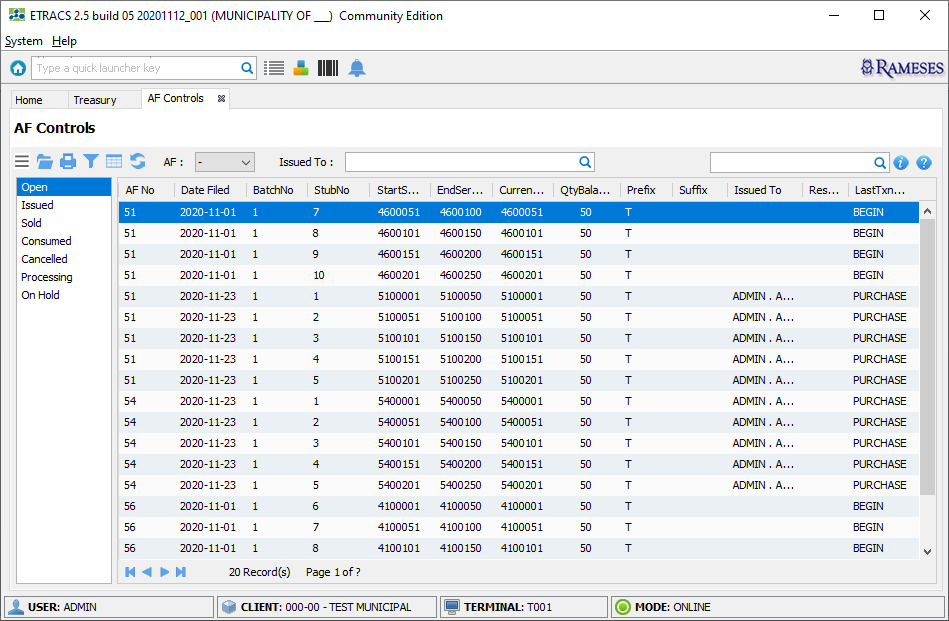 ETRACS 2.5 build 05 20201112_001 (MUNICIPALITY OF ___) Community Edition
System Help
Type a quick launcher key
RAMESES
Home Treasury AF Controls
AF Controls
AF : - Issued To :
Open
Issued
Sold
Consumed
Cancelled
Processing
On Hold
AF No Date Filed BatchNo StubNo StartS... EndSer... Curren... QtyBala... Prefix Suffix Issued To Res... LastTxn...
51 2020-11-01 1 7 4600051 4600100 4600051 50 T BEGIN
51 2020-11-01 1 8 4600101 4600150 4600101 50 T BEGIN
51 2020-11-01 1 9 4600151 4600200 4600151 50 T BEGIN
51 2020-11-01 1 10 4600201 4600250 4600201 50 T BEGIN
51 2020-11-23 1 1 5100001 5100050 5100001 50 T ADMIN . A... PURCHASE
51 2020-11-23 1 2 5100051 5100100 5100051 50 T ADMIN . A... PURCHASE
51 2020-11-23 1 3 5100101 5100150 5100101 50 T ADMIN . A... PURCHASE
51 2020-11-23 1 4 5100151 5100200 5100151 50 T ADMIN . A... PURCHASE
51 2020-11-23 1 5 5100201 5100250 5100201 50 T ADMIN . A... PURCHASE
54 2020-11-23 1 1 5400001 5400050 5400001 50 T ADMIN . A... PURCHASE
54 2020-11-23 1 2 5400051 5400100 5400051 50 T ADMIN . A... PURCHASE
54 2020-11-23 1 3 5400101 5400150 5400101 50 T ADMIN . A... PURCHASE
54 2020-11-23 1 4 5400151 5400200 5400151 50 T ADMIN . A... PURCHASE
54 2020-11-23 1 5 5400201 5400250 5400201 50 T ADMIN . A... PURCHASE
56 2020-11-01 1 6 4100001 4100050 4100001 50 T BEGIN
56 2020-11-01 1 7 4100051 4100100 4100051 50 T BEGIN
56 2020-11-01 1 8 4100101 4100150 4100101 50 T BEGIN
20 Record(s) Page 1 of ?
USER: ADMIN CLIENT: 000-00 - TEST MUNICIPAL TERMINAL: T001 MODE: ONLINE